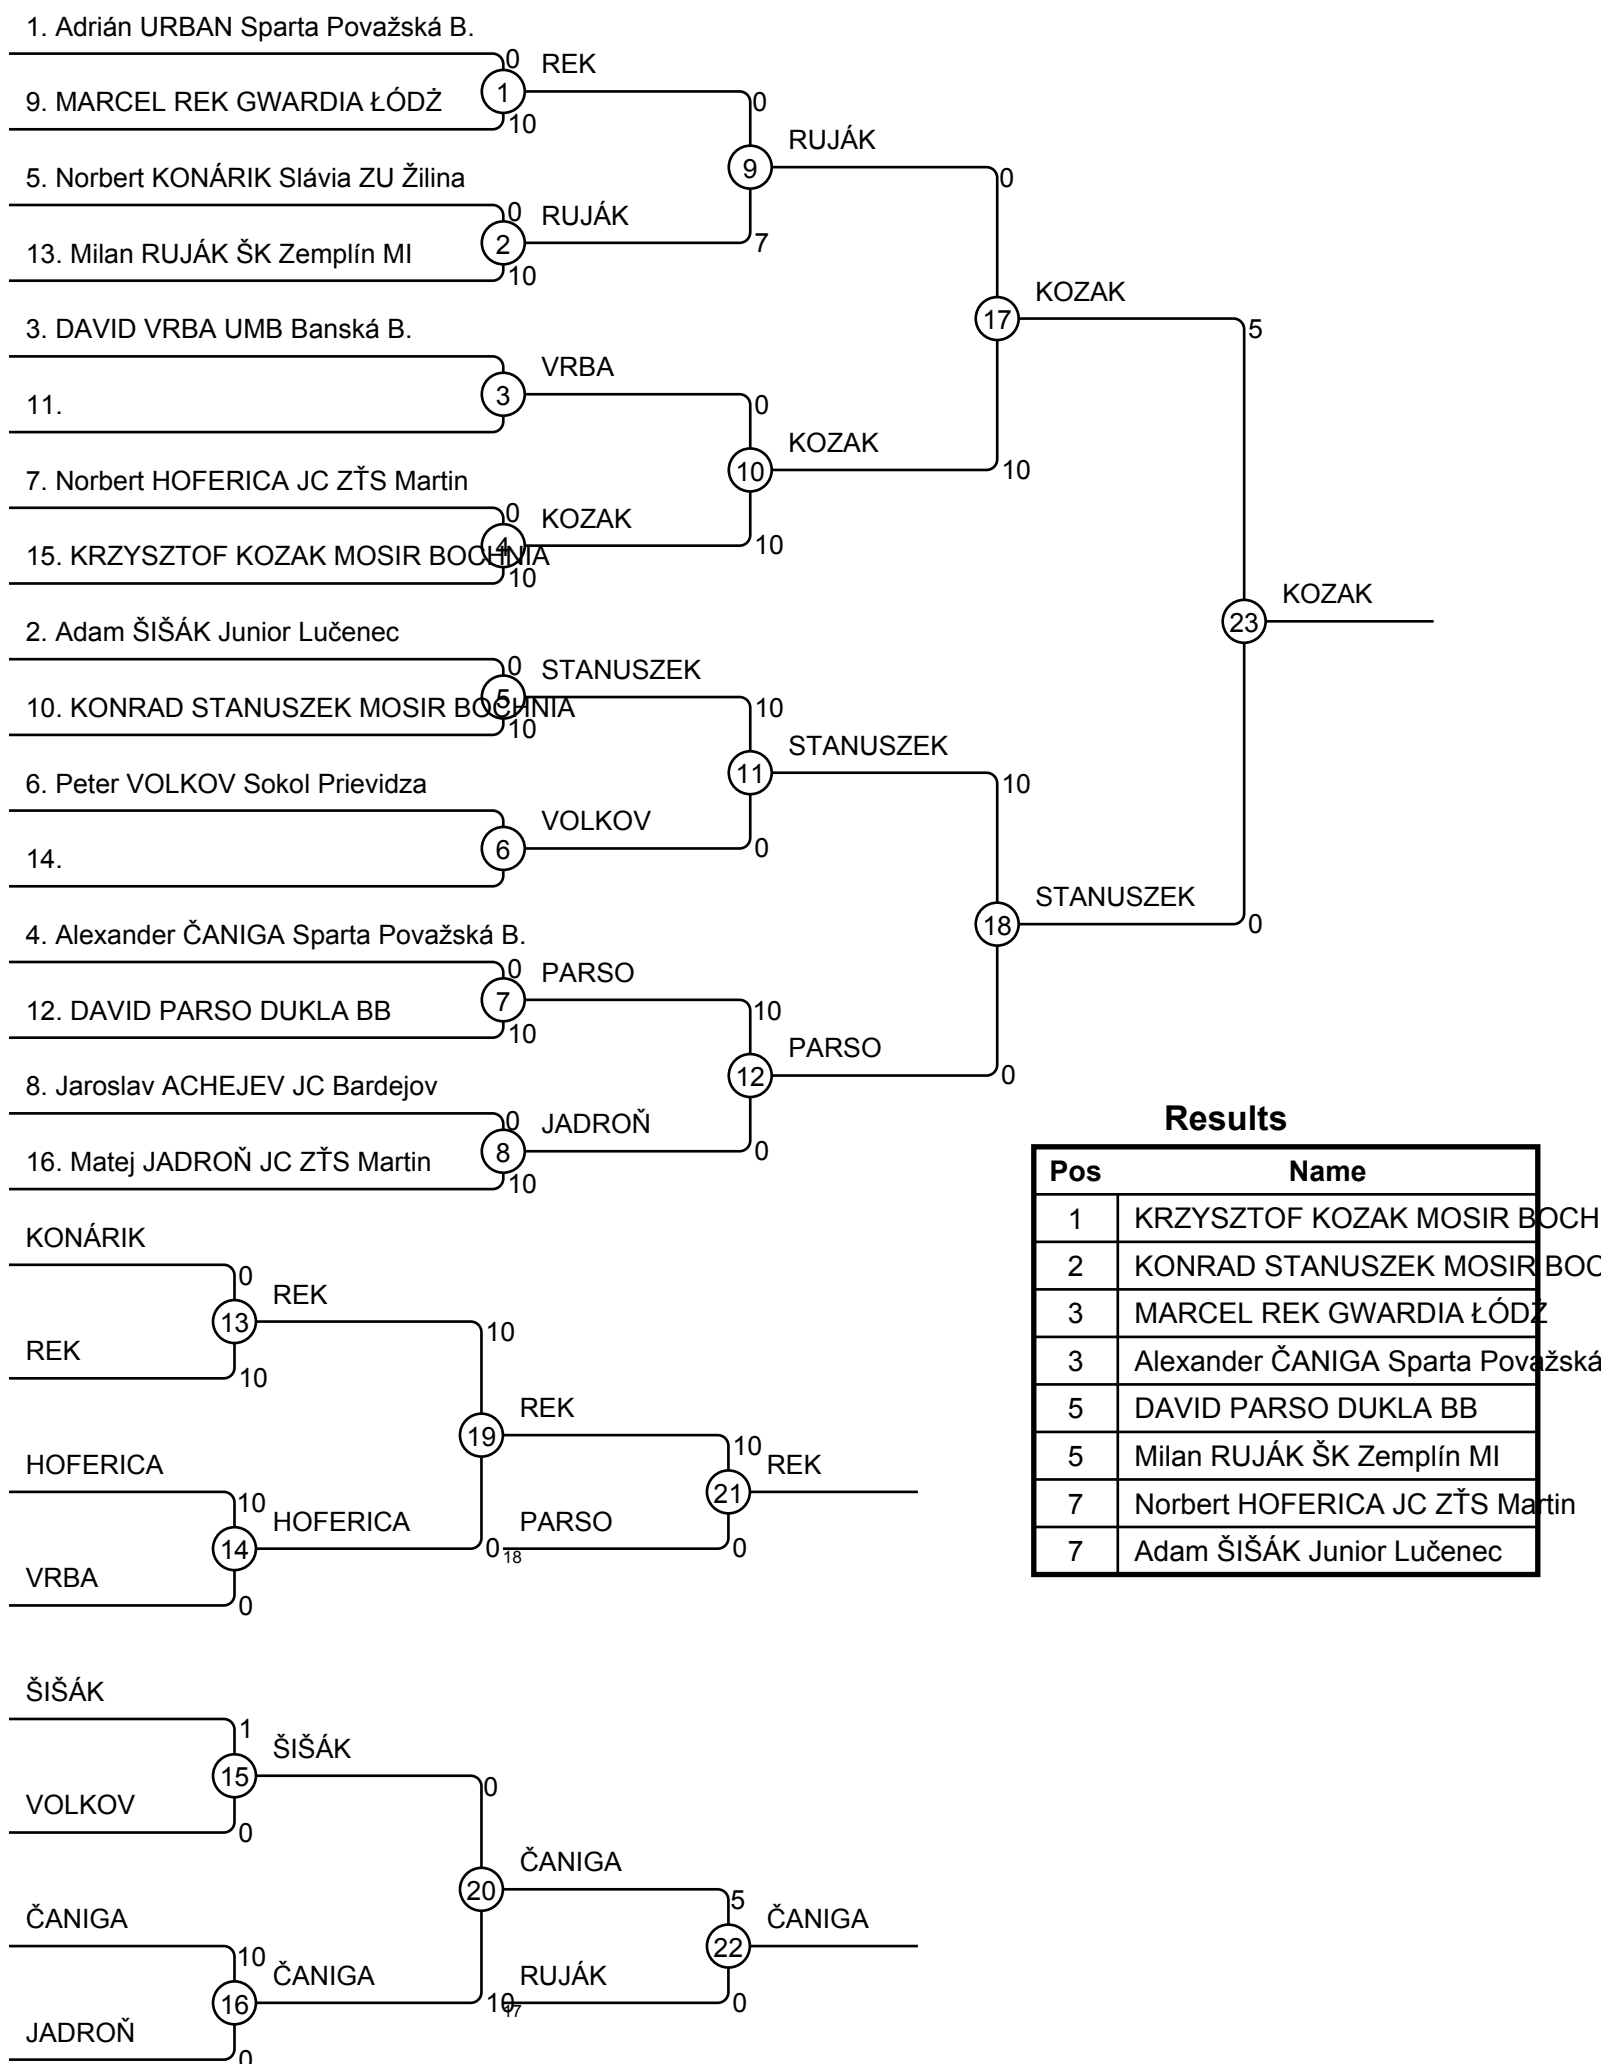 1. Adrián URBAN Sparta Považská B.
0
REK
1
9. MARCEL REK GWARDIA ŁÓDŻ
10
0
RUJÁK
9
0
5. Norbert KONÁRIK Slávia ZU Žilina
0
RUJÁK
2
7
13. Milan RUJÁK ŠK Zemplín MI
10
KOZAK
17
5
3. DAVID VRBA UMB Banská B.
VRBA
3
0
11.
KOZAK
10
10
7. Norbert HOFERICA JC ZŤS Martin
0
KOZAK
4
10
15. KRZYSZTOF KOZAK MOSIR BOCHNIA
10
KOZAK
23
2. Adam ŠIŠÁK Junior Lučenec
0
STANUSZEK
5
10
10. KONRAD STANUSZEK MOSIR BOCHNIA
10
STANUSZEK
11
10
6. Peter VOLKOV Sokol Prievidza
VOLKOV
6
0
14.
STANUSZEK
18
0
4. Alexander ČANIGA Sparta Považská B.
0
PARSO
7
10
12. DAVID PARSO DUKLA BB
10
PARSO
12
0
8. Jaroslav ACHEJEV JC Bardejov
0
JADROŇ
8
0
16. Matej JADROŇ JC ZŤS Martin
10
Results
Pos Name
1 KRZYSZTOF KOZAK MOSIR BOCH
2 KONRAD STANUSZEK MOSIR BOC
3 MARCEL REK GWARDIA ŁÓDŻ
3 Alexander ČANIGA Sparta Považská
5 DAVID PARSO DUKLA BB
5 Milan RUJÁK ŠK Zemplín MI
7 Norbert HOFERICA JC ZŤS Martin
7 Adam ŠIŠÁK Junior Lučenec
KONÁRIK
0
REK
13
10
REK
10
REK
19
10
REK
21
HOFERICA
10
HOFERICA
14
0
18
PARSO
0
VRBA
0
ŠIŠÁK
1
ŠIŠÁK
15
0
VOLKOV
0
ČANIGA
20
5
ČANIGA
22
ČANIGA
10
ČANIGA
16
10
17
RUJÁK
0
JADROŇ
0